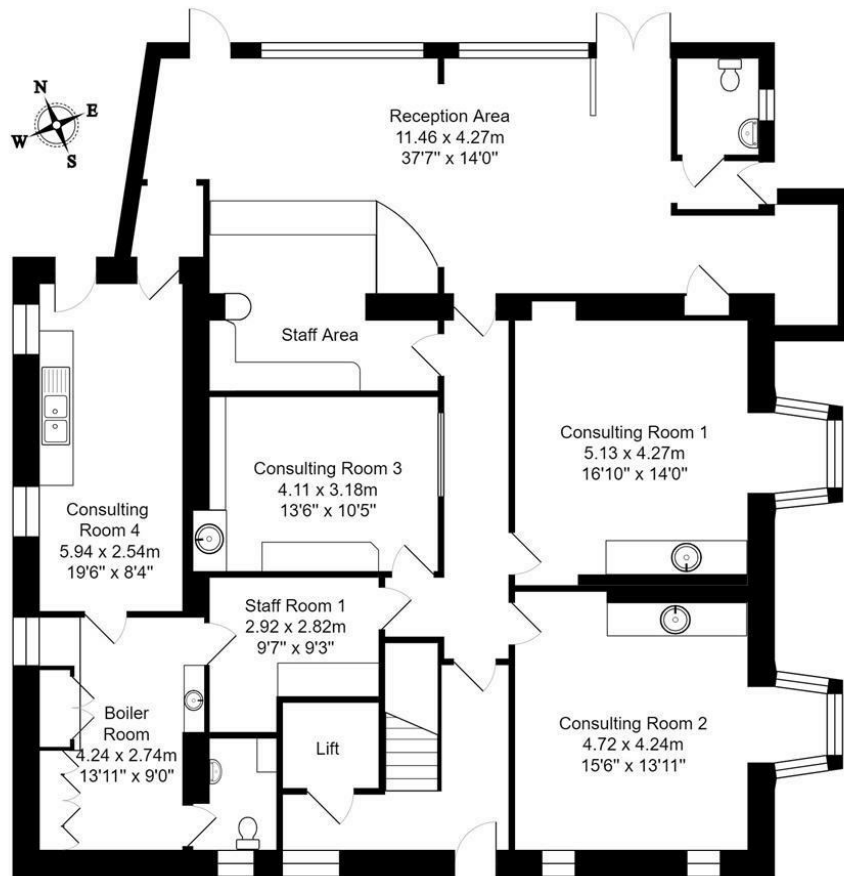 N
E
W
S
Reception Area
11.46 x 4.27m
37'7" x 14'0"
Staff Area
Consulting Room 1
5.13 x 4.27m
16'10" x 14'0"
Consulting Room 3
4.11 x 3.18m
13'6" x 10'5"
Consulting
Room 4
5.94 x 2.54m
19'6" x 8'4"
Staff Room 1
2.92 x 2.82m
9'7" x 9'3"
Boiler
Room
4.24 x 2.74m
13'11" x 9'0"
Lift
Consulting Room 2
4.72 x 4.24m
15'6" x 13'11"